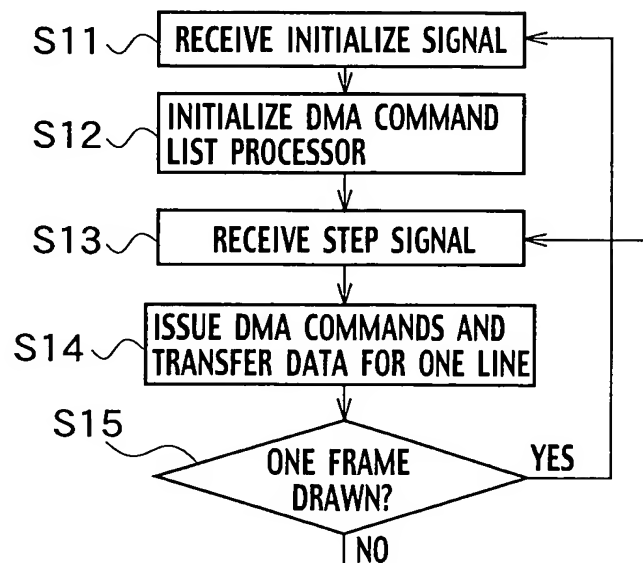 S11
RECEIVE INITIALIZE SIGNAL
S12
INITIALIZE DMA COMMAND
LIST PROCESSOR
S13
RECEIVE STEP SIGNAL
S14
ISSUE DMA COMMANDS AND
TRANSFER DATA FOR ONE LINE
S15
ONE FRAME
DRAWN?
YES
NO